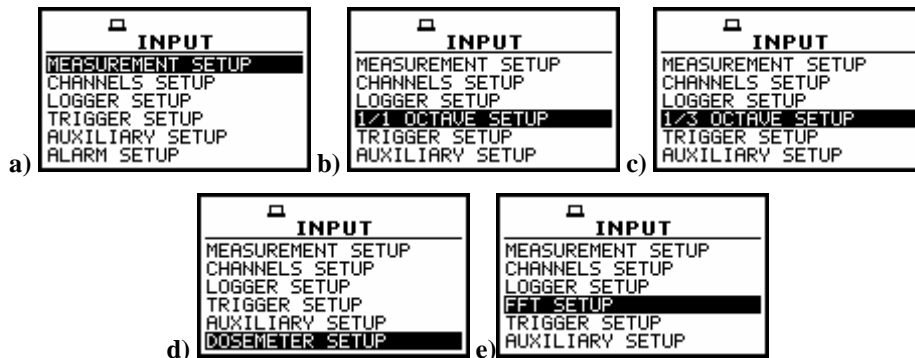 INPUT
MEASUREMENT SETUP
CHANNELS SETUP
LOGGER SETUP
TRIGGER SETUP
AUXILIARY SETUP
ALARM SETUP
a)
INPUT
MEASUREMENT SETUP
CHANNELS SETUP
LOGGER SETUP
1/1 OCTAVE SETUP
TRIGGER SETUP
AUXILIARY SETUP
b)
INPUT
MEASUREMENT SETUP
CHANNELS SETUP
LOGGER SETUP
1/3 OCTAVE SETUP
TRIGGER SETUP
AUXILIARY SETUP
c)
INPUT
MEASUREMENT SETUP
CHANNELS SETUP
LOGGER SETUP
TRIGGER SETUP
AUXILIARY SETUP
DOSEMETER SETUP
d)
INPUT
MEASUREMENT SETUP
CHANNELS SETUP
LOGGER SETUP
FFT SETUP
TRIGGER SETUP
AUXILIARY SETUP
e)